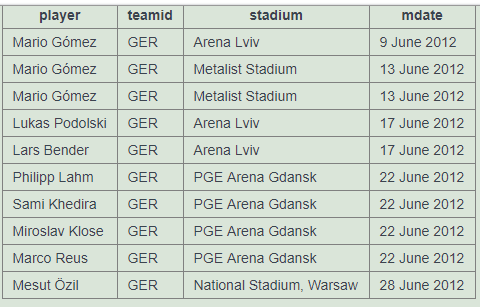 player teamid stadium mdate
Mario Gómez GER Arena Lviv 9 June 2012
Mario Gómez GER Metalist Stadium 13 June 2012
Mario Gómez GER Metalist Stadium 13 June 2012
Lukas Podolski GER Arena Lviv 17 June 2012
Lars Bender GER Arena Lviv 17 June 2012
Philipp Lahm GER PGE Arena Gdansk 22 June 2012
Sami Khedira GER PGE Arena Gdansk 22 June 2012
Miroslav Klose GER PGE Arena Gdansk 22 June 2012
Marco Reus GER PGE Arena Gdansk 22 June 2012
Mesut Özil GER National Stadium, Warsaw 28 June 2012